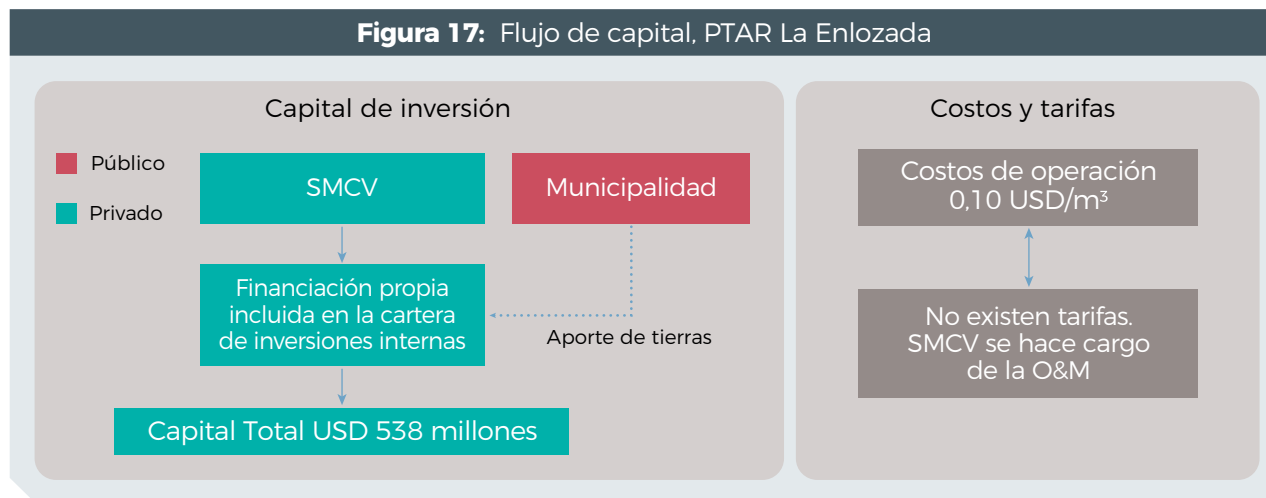 Figura 17: Flujo de capital, PTAR La Enlozada
Capital de inversión
Público
Privado
SMCV
Municipalidad
Financiación propia
incluida en la cartera
de inversiones internas
Aporte de tierras
Capital Total USD 538 millones
Costos y tarifas
Costos de operación
0,10 USD/m³
No existen tarifas.
SMCV se hace cargo
de la O&M